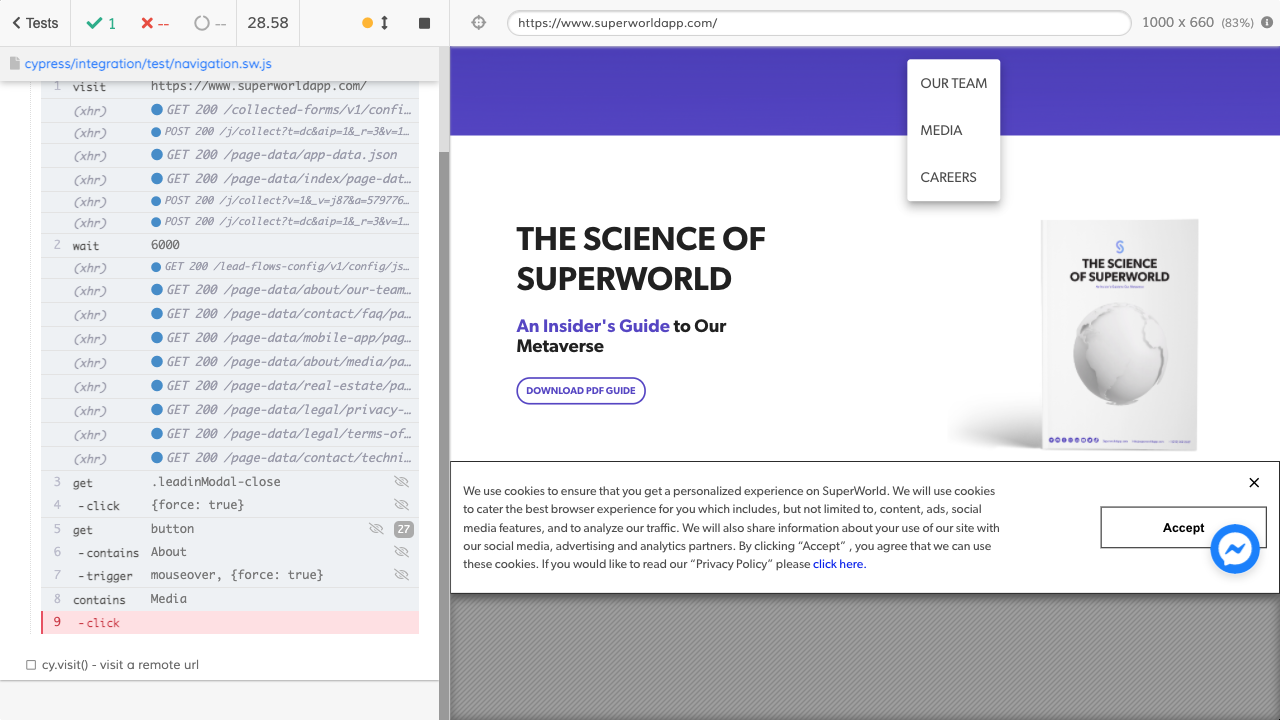 Tests
1
--
--
28.58
https://www.superworldapp.com/
1000 x 660 (83%)
cypress/integration/test/navigation.sw.js
1 visit https://www.superworldapp.com/
(xhr) GET 200 /collected-forms/v1/confi…
(xhr) POST 200 /j/collect?t=dc&aip=1&_r=3&v=1…
(xhr) GET 200 /page-data/app-data.json
(xhr) GET 200 /page-data/index/page-dat…
(xhr) POST 200 /j/collect?v=1&_v=j87&a=579776…
(xhr) POST 200 /j/collect?t=dc&aip=1&_r=3&v=1…
2 wait 6000
(xhr) GET 200 /lead-flows-config/v1/config/js…
(xhr) GET 200 /page-data/about/our-team…
(xhr) GET 200 /page-data/contact/faq/pa…
(xhr) GET 200 /page-data/mobile-app/pag…
(xhr) GET 200 /page-data/about/media/pa…
(xhr) GET 200 /page-data/real-estate/pa…
(xhr) GET 200 /page-data/legal/privacy-…
(xhr) GET 200 /page-data/legal/terms-of…
(xhr) GET 200 /page-data/contact/techni…
3 get .leadinModal-close
4 -click {force: true}
5 get button 27
6 -contains About
7 -trigger mouseover, {force: true}
8 contains Media
9 -click
cy.visit() - visit a remote url
OUR TEAM
MEDIA
CAREERS
THE SCIENCE OF
SUPERWORLD
An Insider's Guide to Our
Metaverse
DOWNLOAD PDF GUIDE
THE SCIENCE
OF SUPERWORLD
We use cookies to ensure that you get a personalized experience on SuperWorld. We will use cookies
to cater the best browser experience for you which includes, but not limited to, content, ads, social
media features, and to analyze our traffic. We will also share information about your use of our site with
our social media, advertising and analytics partners. By clicking “Accept” , you agree that we can use
these cookies. If you would like to read our “Privacy Policy” please click here.
Accept